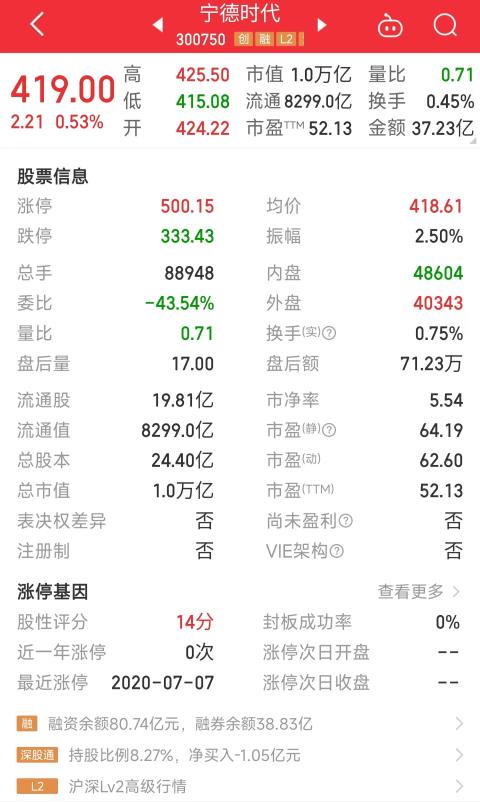 宁德时代
300750 创 融 L2
419.00
2.21 0.53%
高 425.50 市值 1.0万亿 量比 0.71
低 415.08 流通 8299.0亿 换手 0.45%
开 424.22 市盈TTM 52.13 金额 37.23亿
股票信息
涨停 500.15 均价 418.61
跌停 333.43 振幅 2.50%
总手 88948 内盘 48604
委比 -43.54% 外盘 40343
量比 0.71 换手(实)? 0.75%
盘后量 17.00 盘后额 71.23万
流通股 19.81亿 市净率 5.54
流通值 8299.0亿 市盈(静)? 64.19
总股本 24.40亿 市盈(动) 62.60
总市值 1.0万亿 市盈(TTM) 52.13
表决权差异 否 尚未盈利? 否
注册制 否 VIE架构? 否
涨停基因 查看更多
股性评分 14分 封板成功率 0%
近一年涨停 0次 涨停次日开盘 --
最近涨停 2020-07-07 涨停次日收盘 --
融 融资余额80.74亿元，融券余额38.83亿
深股通 持股比例8.27%，净买入-1.05亿元
L2 沪深Lv2高级行情